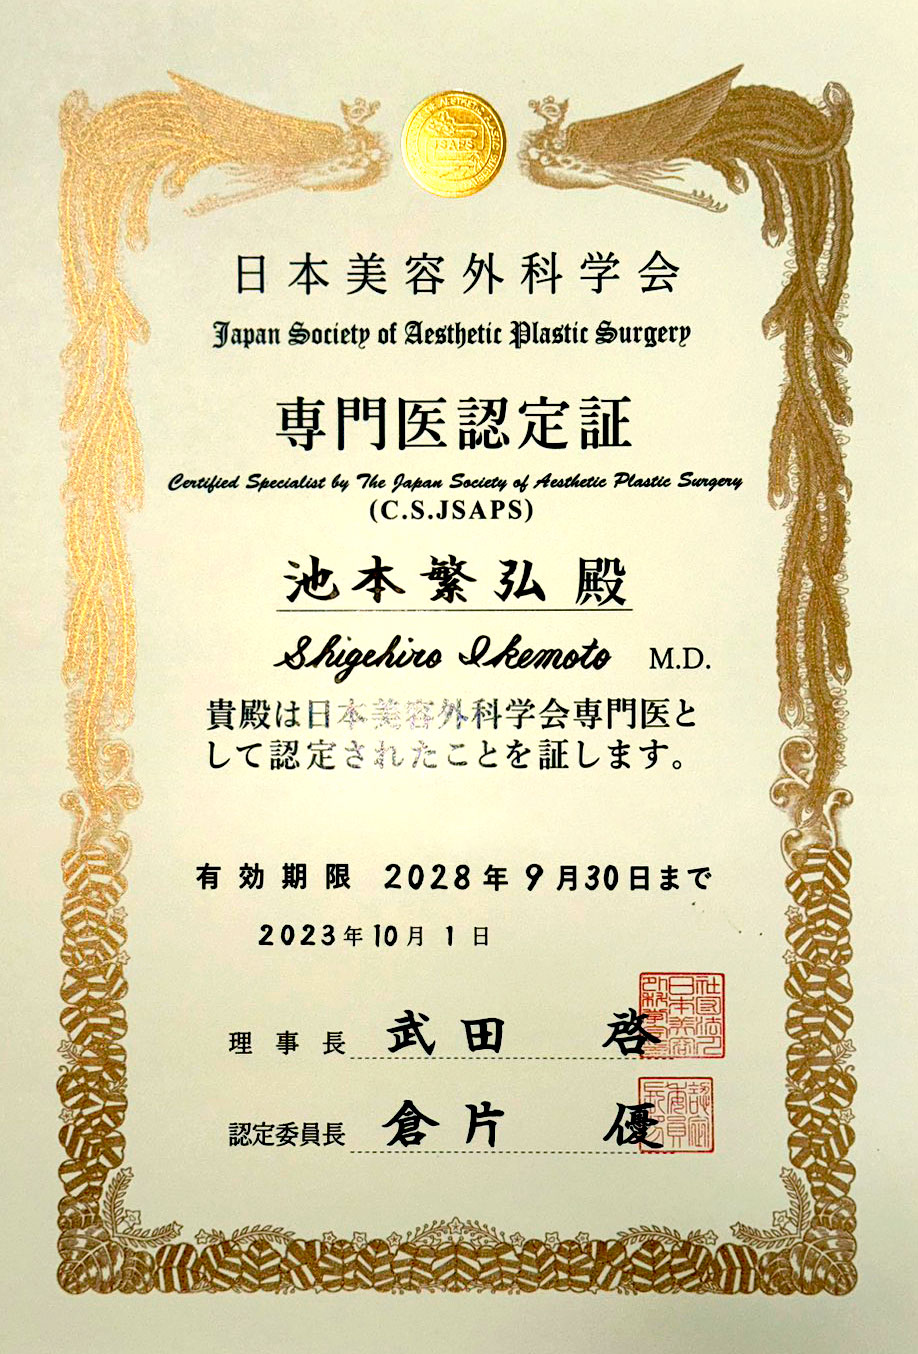 JSAPS
日本美容外科学会
Japan Society of Aesthetic Plastic Surgery
専門医認定証
Certified Specialist by The Japan Society of Aesthetic Plastic Surgery
(C.S.JSAPS)
池本繁弘 殿
Shigehiro Ikemoto M.D.
貴殿は日本美容外科学会専門医と
して認定されたことを証します。
有効期限 2028年9月30日まで
2023年10月1日
理事長 武田 啓
認定委員長 倉片 優